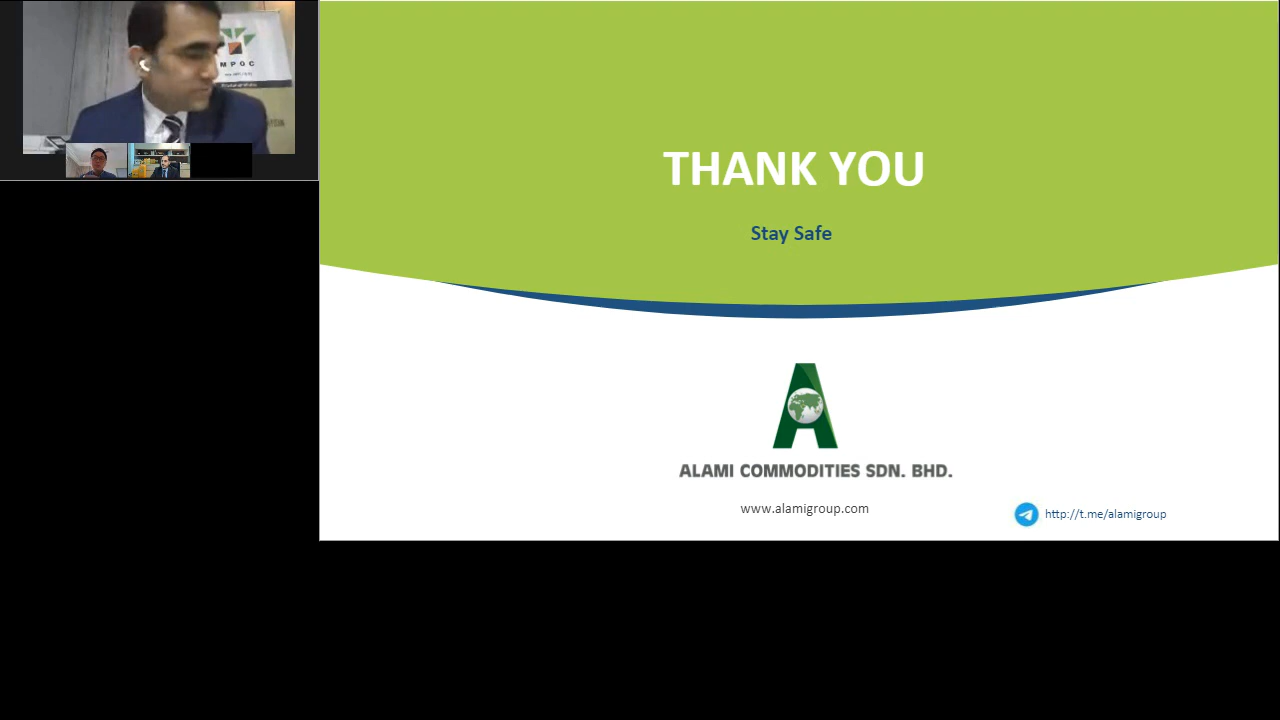 MPOC
THANK YOU
Stay Safe
ALAMI COMMODITIES SDN. BHD.
www.alamigroup.com
http://t.me/alamigroup